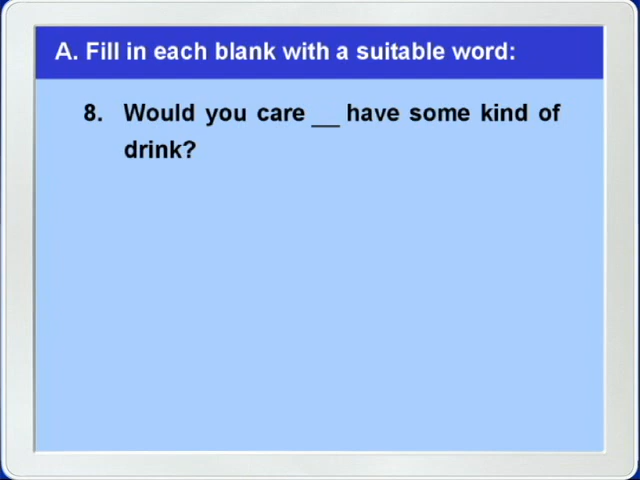 A. Fill in each blank with a suitable word:
8. Would you care __ have some kind of
drink?